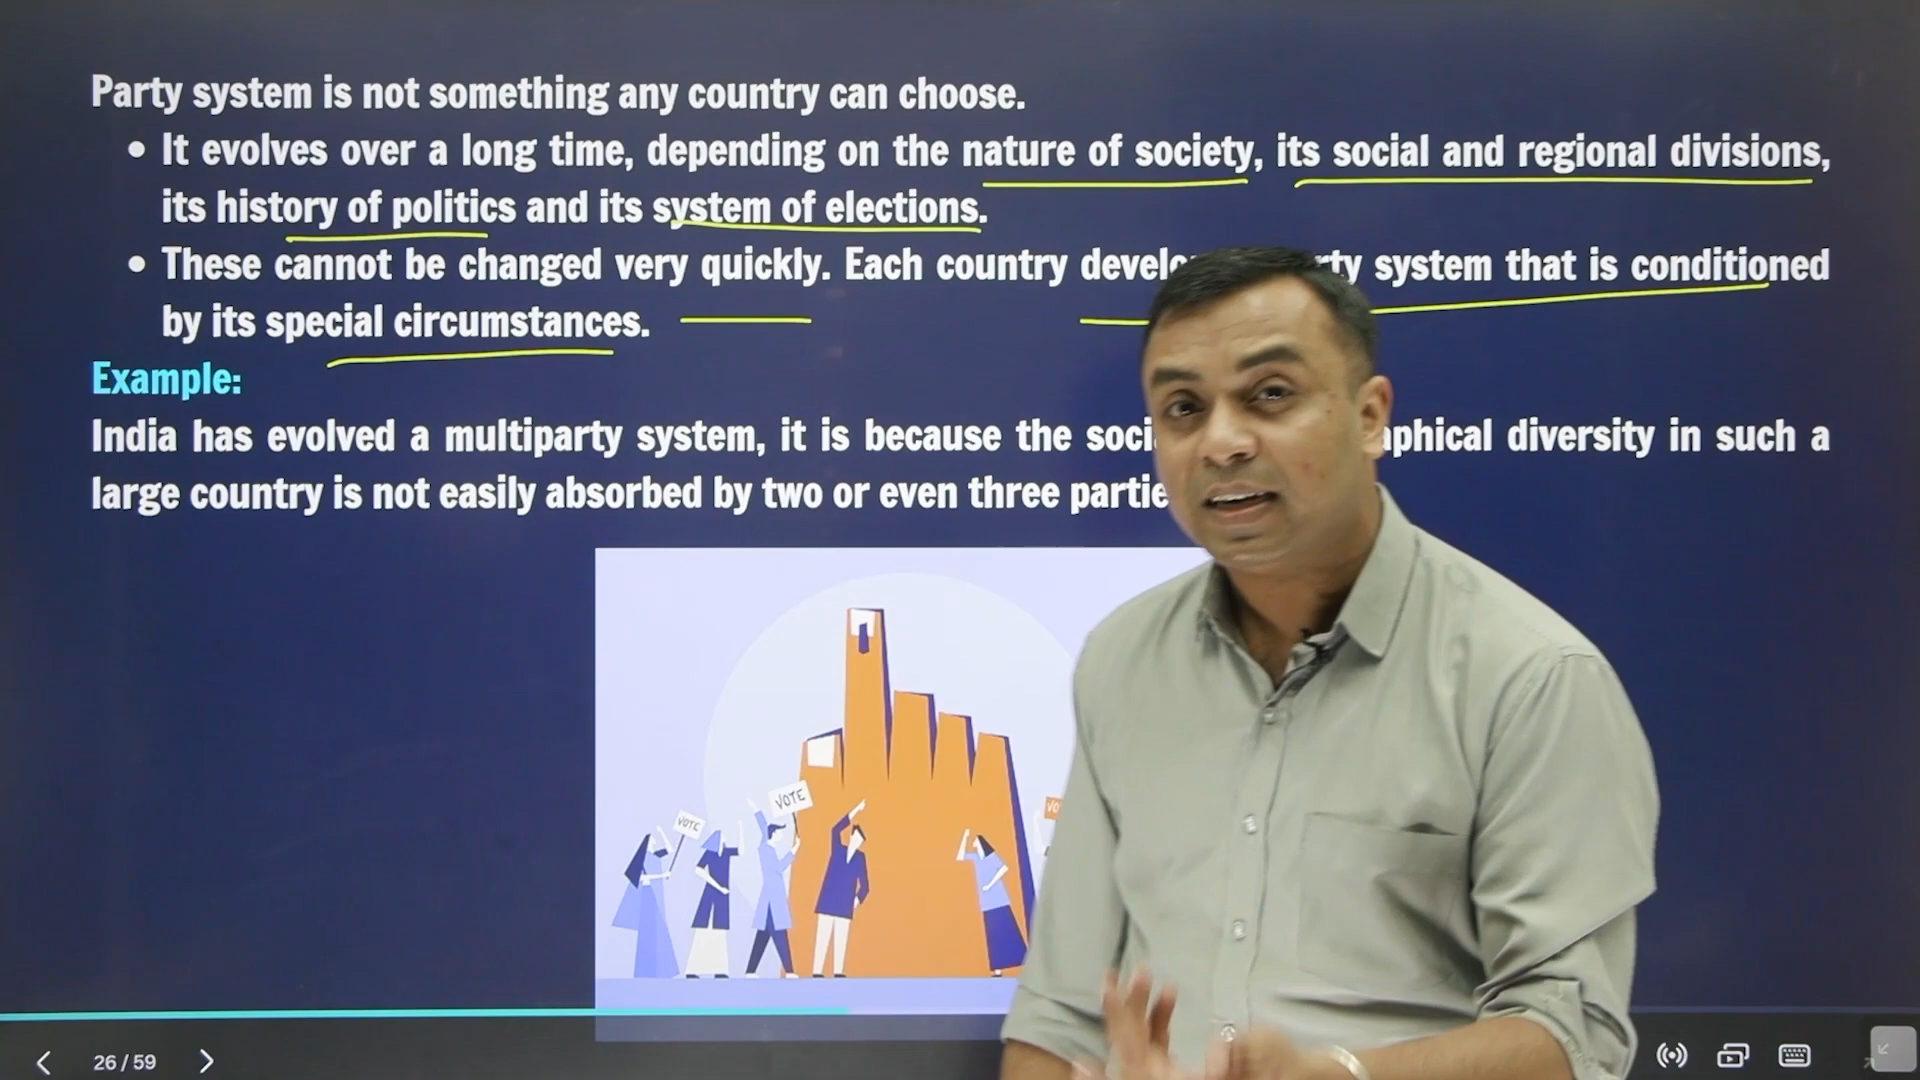 Party system is not something any country can choose.
• It evolves over a long time, depending on the nature of society, its social and regional divisions,
its history of politics and its system of elections.
• These cannot be changed very quickly. Each country system that is conditioned
by its special circumstances.
Example:
India has evolved a multiparty system, it is because the diversity in such a
large country is not easily absorbed by two or even three
VOTE
VOTE
26 / 59